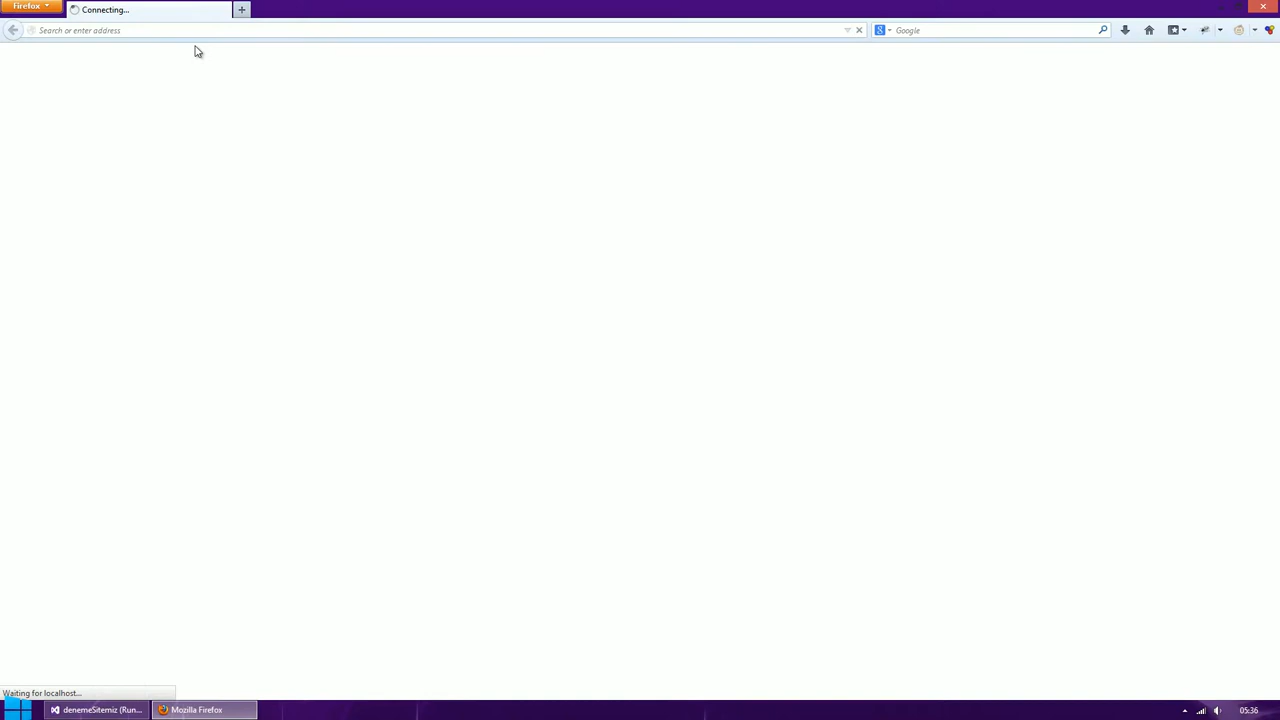 Firefox
Connecting...
Search or enter address
Google
Waiting for localhost...
denemeSitemiz (Run...
Mozilla Firefox
05:36